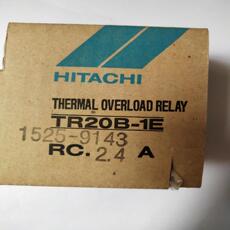 HITACHI
THERMAL OVERLOAD RELAY
TR20B-1E
1525-9143
RC. 2.4 A